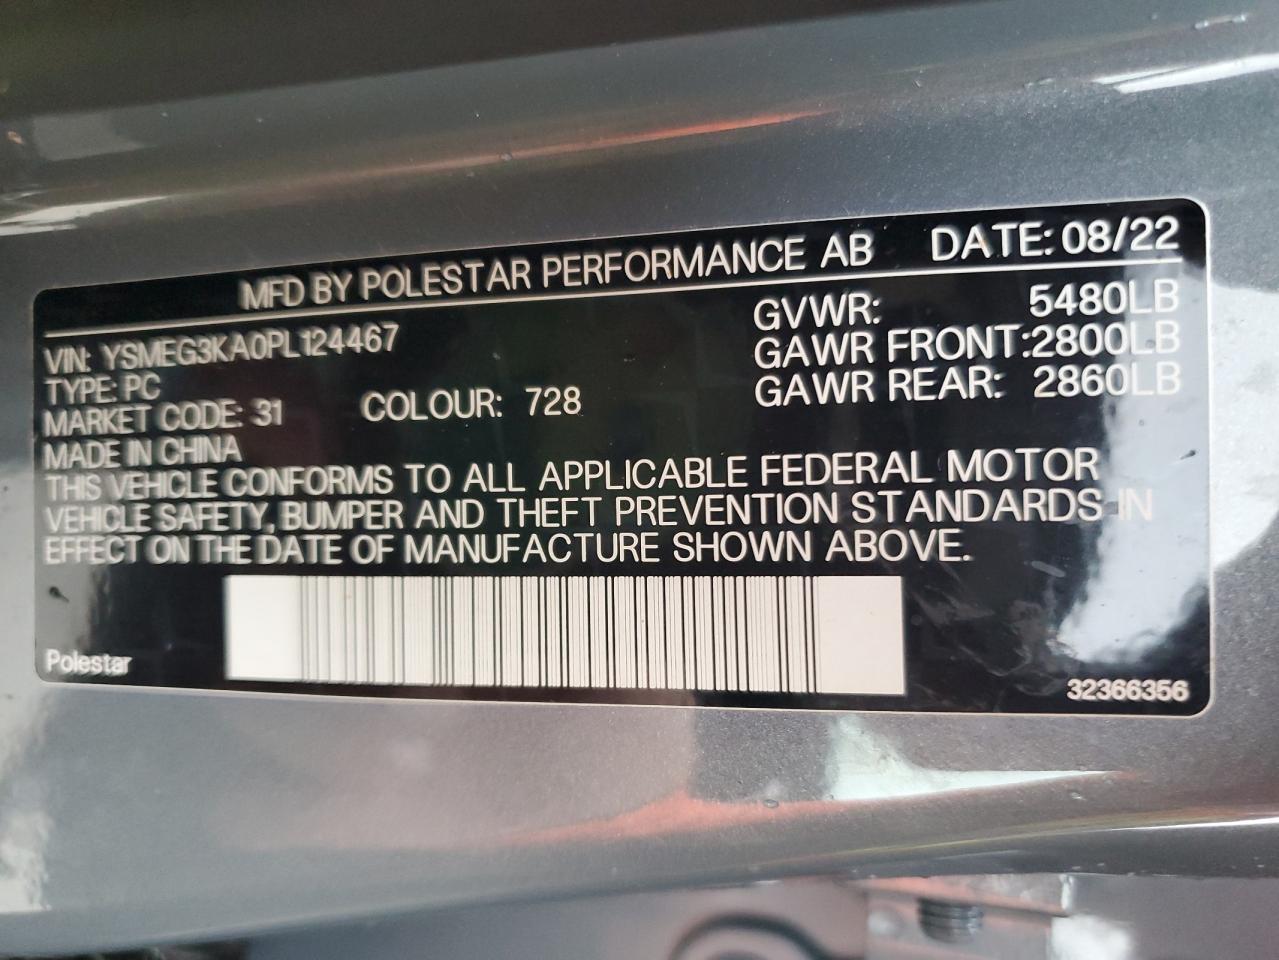 MFD BY POLESTAR PERFORMANCE AB DATE: 08/22
VIN: YSMEG3KA0PL124467 GVWR: 5480LB
TYPE: PC GAWR FRONT: 2800LB
MARKET CODE: 31 COLOUR: 728 GAWR REAR: 2860LB
MADE IN CHINA
THIS VEHICLE CONFORMS TO ALL APPLICABLE FEDERAL MOTOR
VEHICLE SAFETY, BUMPER AND THEFT PREVENTION STANDARDS IN
EFFECT ON THE DATE OF MANUFACTURE SHOWN ABOVE.
Polestar 32366356